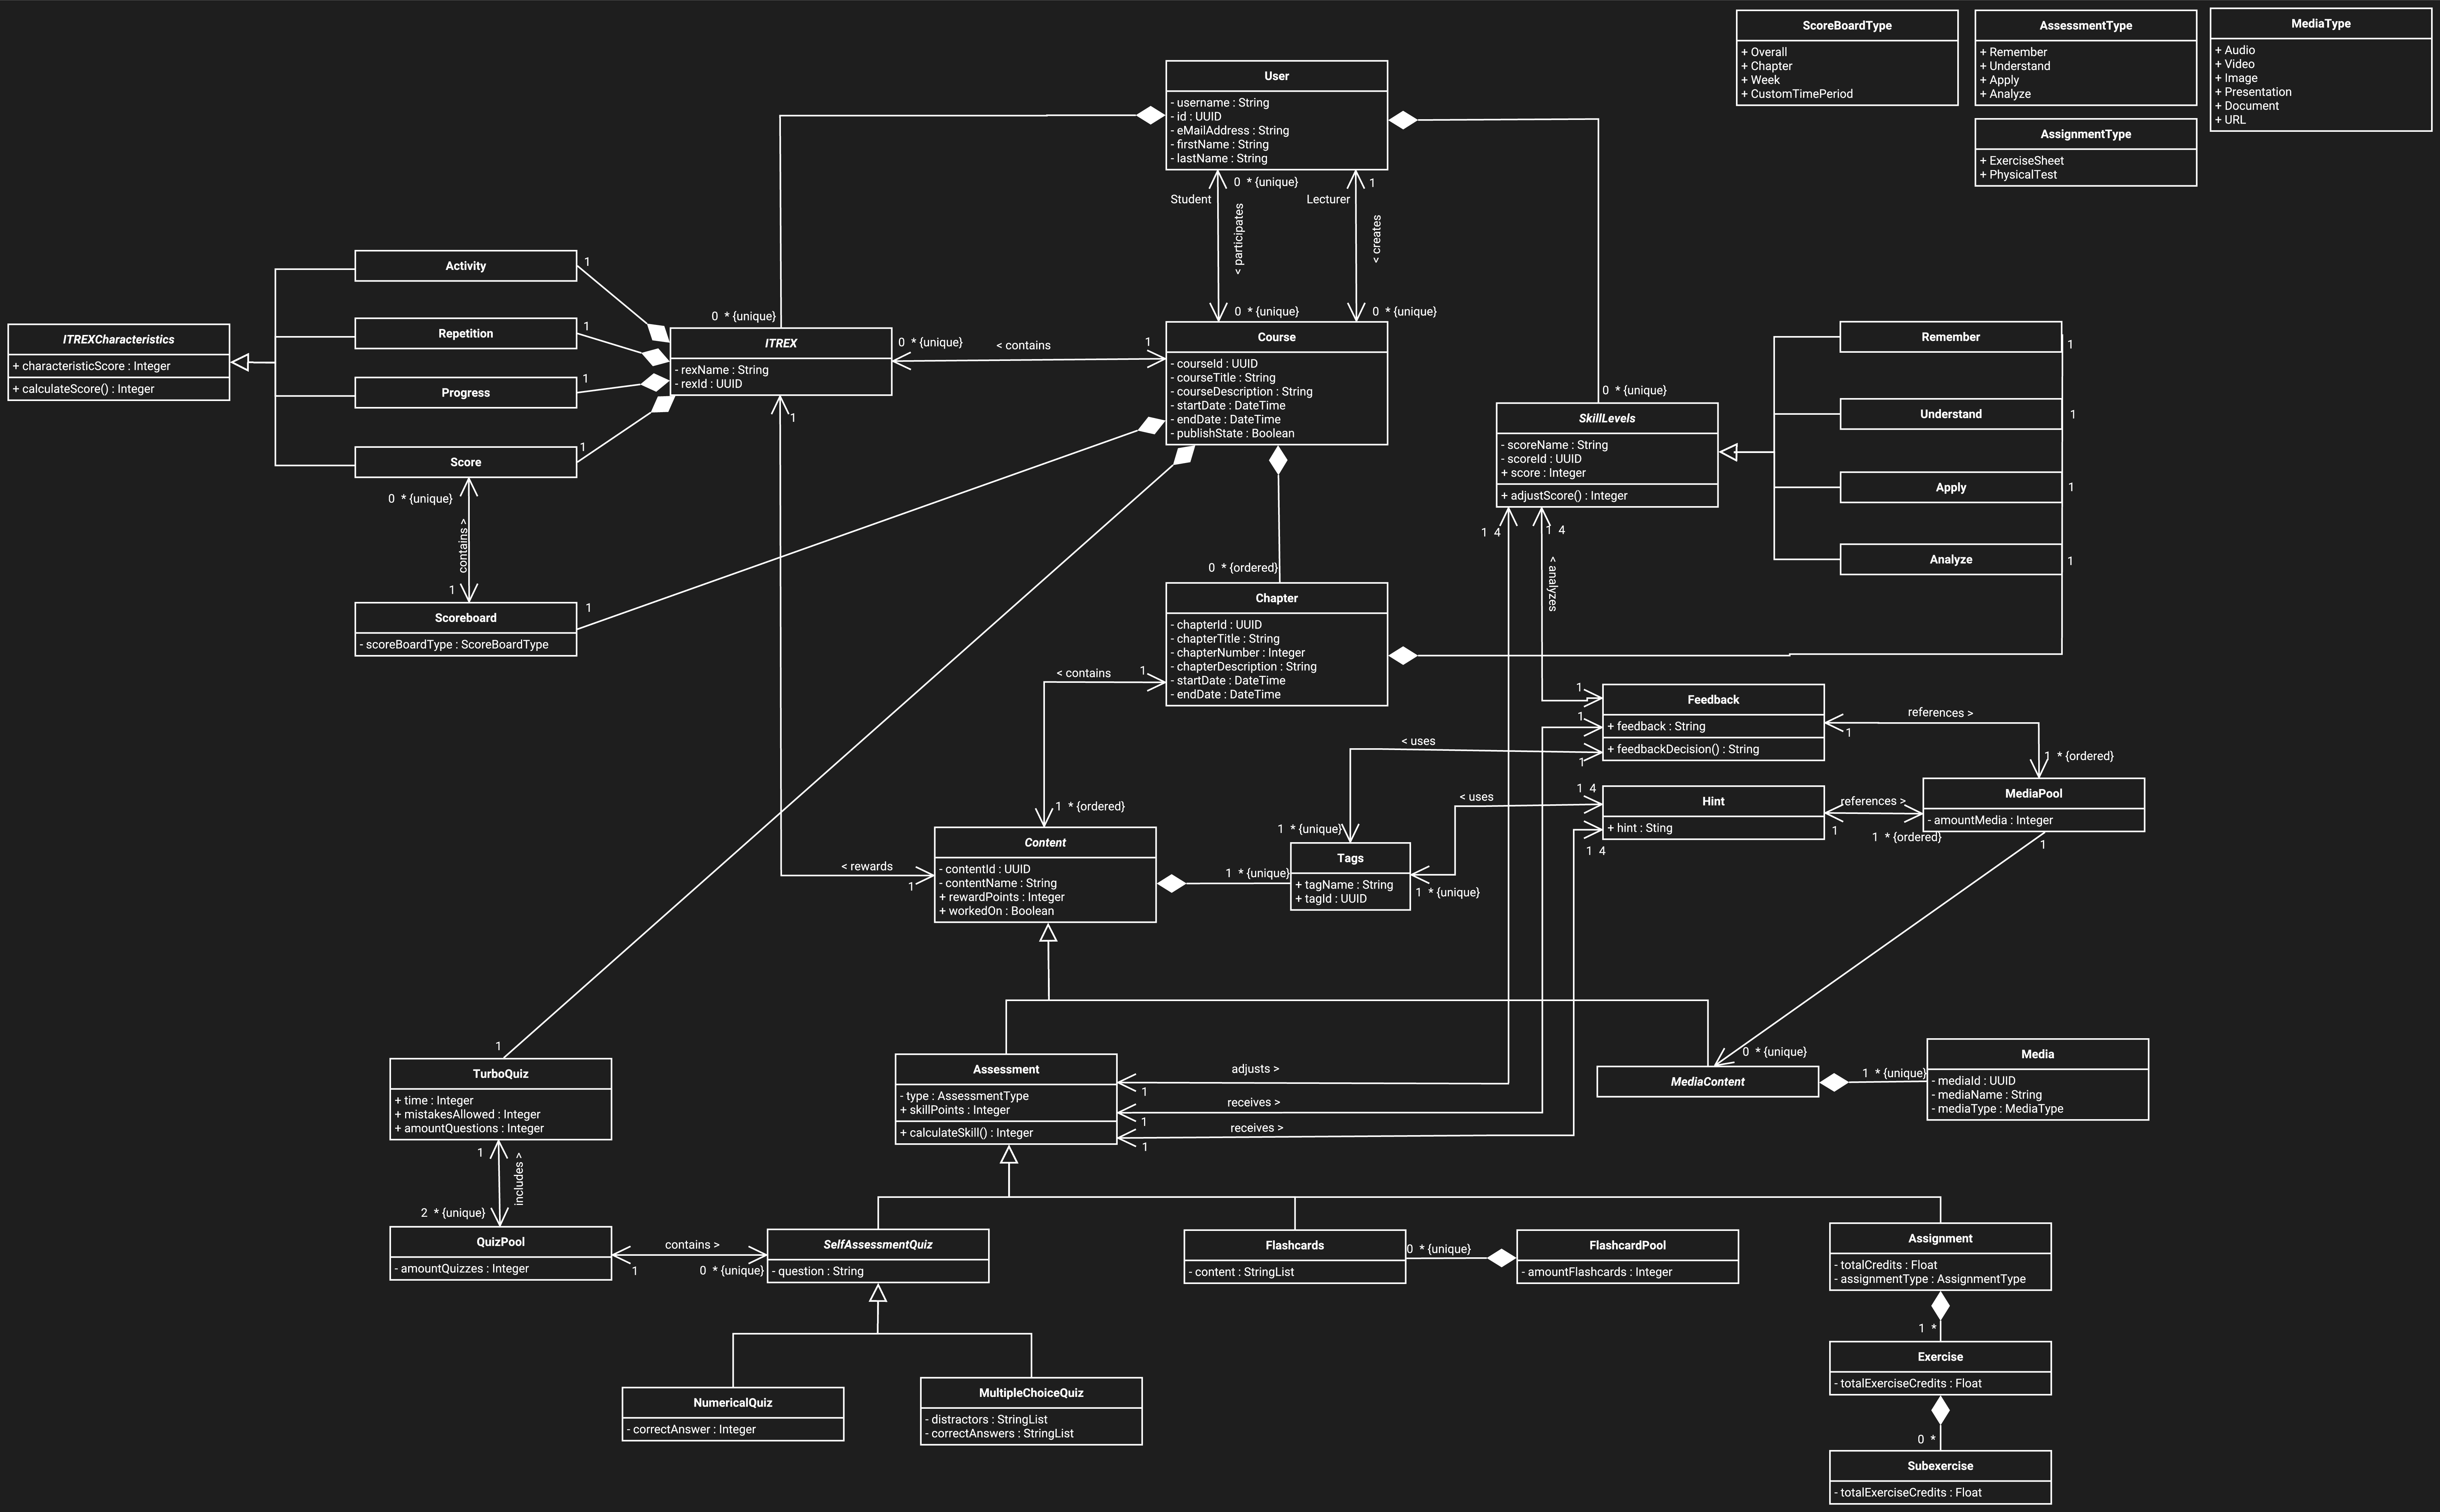 ScoreBoardType
+ Overall
+ Chapter
+ Week
+ CustomTimePeriod
AssessmentType
+ Remember
+ Understand
+ Apply
+ Analyze
MediaType
+ Audio
+ Video
+ Image
+ Presentation
+ Document
+ URL
AssignmentType
+ ExerciseSheet
+ PhysicalTest
User
- username : String
- id : UUID
- eMailAddress : String
- firstName : String
- lastName : String
0 * {unique}
1
Student
Lecturer
< participates
< creates
0 * {unique}
0 * {unique}
Activity
1
Repetition
1
Progress
1
Score
1
ITREXCharacteristics
+ characteristicScore : Integer
+ calculateScore() : Integer
0 * {unique}
ITREX
- rexName : String
- rexId : UUID
0 * {unique}
< contains
1
1
Course
- courseId : UUID
- courseTitle : String
- courseDescription : String
- startDate : DateTime
- endDate : DateTime
- publishState : Boolean
0 * {unique}
SkillLevels
- scoreName : String
- scoreId : UUID
+ score : Integer
+ adjustScore() : Integer
1 4
1 4
< analyzes
Remember
1
Understand
1
Apply
1
Analyze
1
0 * {unique}
contains >
1
Scoreboard
- scoreBoardType : ScoreBoardType
1
0 * {ordered}
Chapter
- chapterId : UUID
- chapterTitle : String
- chapterNumber : Integer
- chapterDescription : String
- startDate : DateTime
- endDate : DateTime
< contains
1
1 * {ordered}
1
1
1
Feedback
+ feedback : String
+ feedbackDecision() : String
< uses
references >
1
1 * {ordered}
1 4
Hint
+ hint : Sting
1 4
< uses
references >
1
1 * {ordered}
MediaPool
- amountMedia : Integer
1
Content
- contentId : UUID
- contentName : String
+ rewardPoints : Integer
+ workedOn : Boolean
< rewards
1
1 * {unique}
1 * {unique}
Tags
+ tagName : String
+ tagId : UUID
1 * {unique}
1
TurboQuiz
+ time : Integer
+ mistakesAllowed : Integer
+ amountQuestions : Integer
1
includes >
2 * {unique}
Assessment
- type : AssessmentType
+ skillPoints : Integer
+ calculateSkill() : Integer
adjusts >
1
receives >
1
receives >
1
0 * {unique}
MediaContent
1 * {unique}
Media
- mediaId : UUID
- mediaName : String
- mediaType : MediaType
QuizPool
- amountQuizzes : Integer
contains >
1
0 * {unique}
SelfAssessmentQuiz
- question : String
Flashcards
- content : StringList
0 * {unique}
FlashcardPool
- amountFlashcards : Integer
Assignment
- totalCredits : Float
- assignmentType : AssignmentType
1 *
Exercise
- totalExerciseCredits : Float
0 *
Subexercise
- totalExerciseCredits : Float
NumericalQuiz
- correctAnswer : Integer
MultipleChoiceQuiz
- distractors : StringList
- correctAnswers : StringList